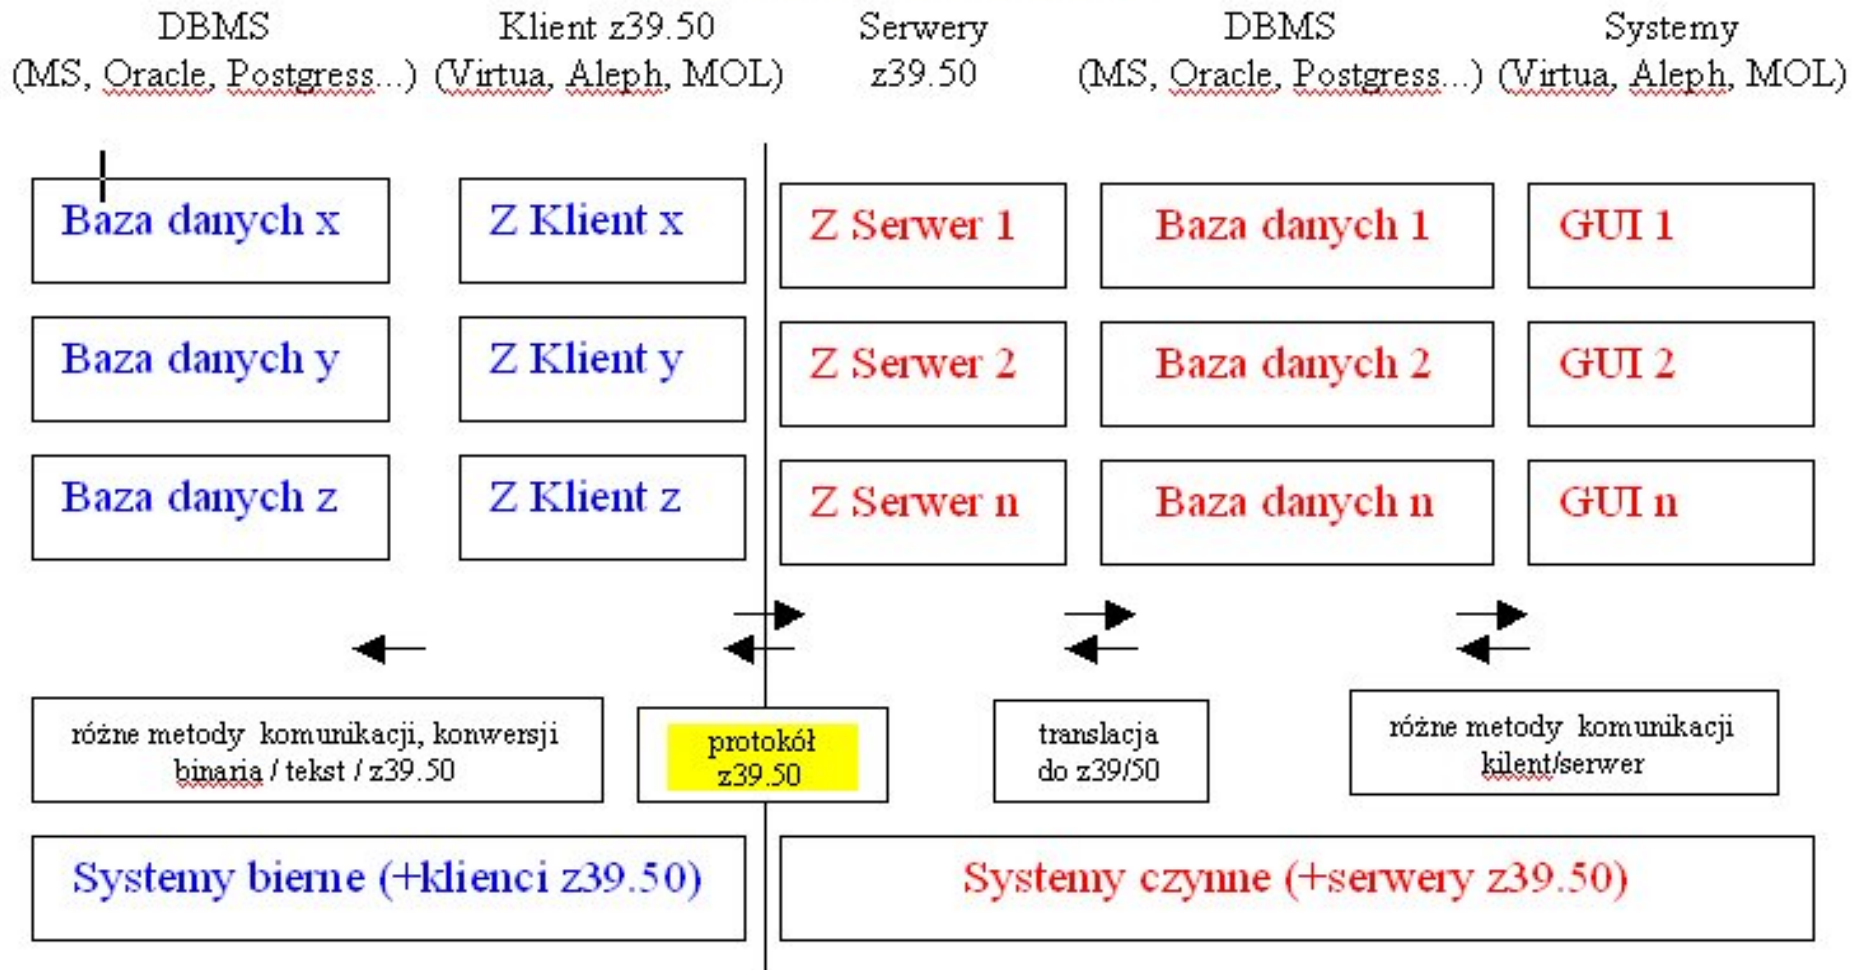 DBMS
(MS, Oracle, Postgress...)
Klient z39.50
(Virtua, Aleph, MOL)
Serwery
z39.50
DBMS
(MS, Oracle, Postgress...)
Systemy
(Virtua, Aleph, MOL)
Baza danych x
Z Klient x
Z Serwer 1
Baza danych 1
GUI 1
Baza danych y
Z Klient y
Z Serwer 2
Baza danych 2
GUI 2
Baza danych z
Z Klient z
Z Serwer n
Baza danych n
GUI n
różne metody komunikacji, konwersji
binaria / tekst / z39.50
protokół
z39.50
translacja
do z39/50
różne metody komunikacji
kilent/serwer
Systemy bierne (+klienci z39.50)
Systemy czynne (+serwery z39.50)